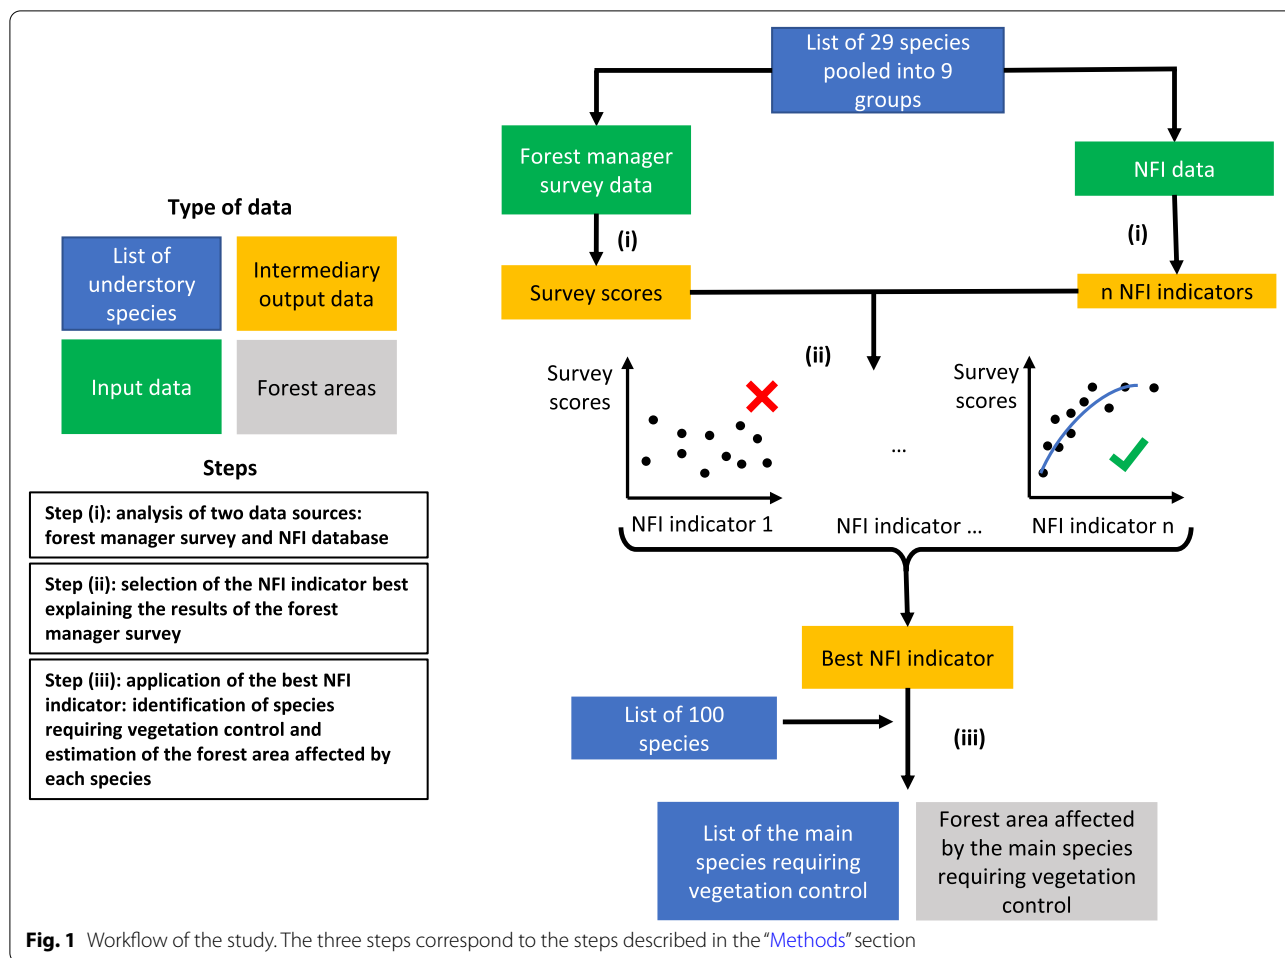 List of 29 species
pooled into 9
groups
Forest manager
survey data
NFI data
(i)
(i)
Survey scores
n NFI indicators
(ii)
Survey
scores
NFI indicator 1
...
NFI indicator ...
Survey
scores
NFI indicator n
Best NFI indicator
List of 100
species
(iii)
List of the main
species requiring
vegetation control
Forest area affected
by the main species
requiring vegetation
control
Type of data
List of
understory
species
Intermediary
output data
Input data
Forest areas
Steps
Step (i): analysis of two data sources:
forest manager survey and NFI database
Step (ii): selection of the NFI indicator best
explaining the results of the forest
manager survey
Step (iii): application of the best NFI
indicator: identification of species
requiring vegetation control and
estimation of the forest area affected by
each species
Fig. 1 Workflow of the study. The three steps correspond to the steps described in the “Methods” section